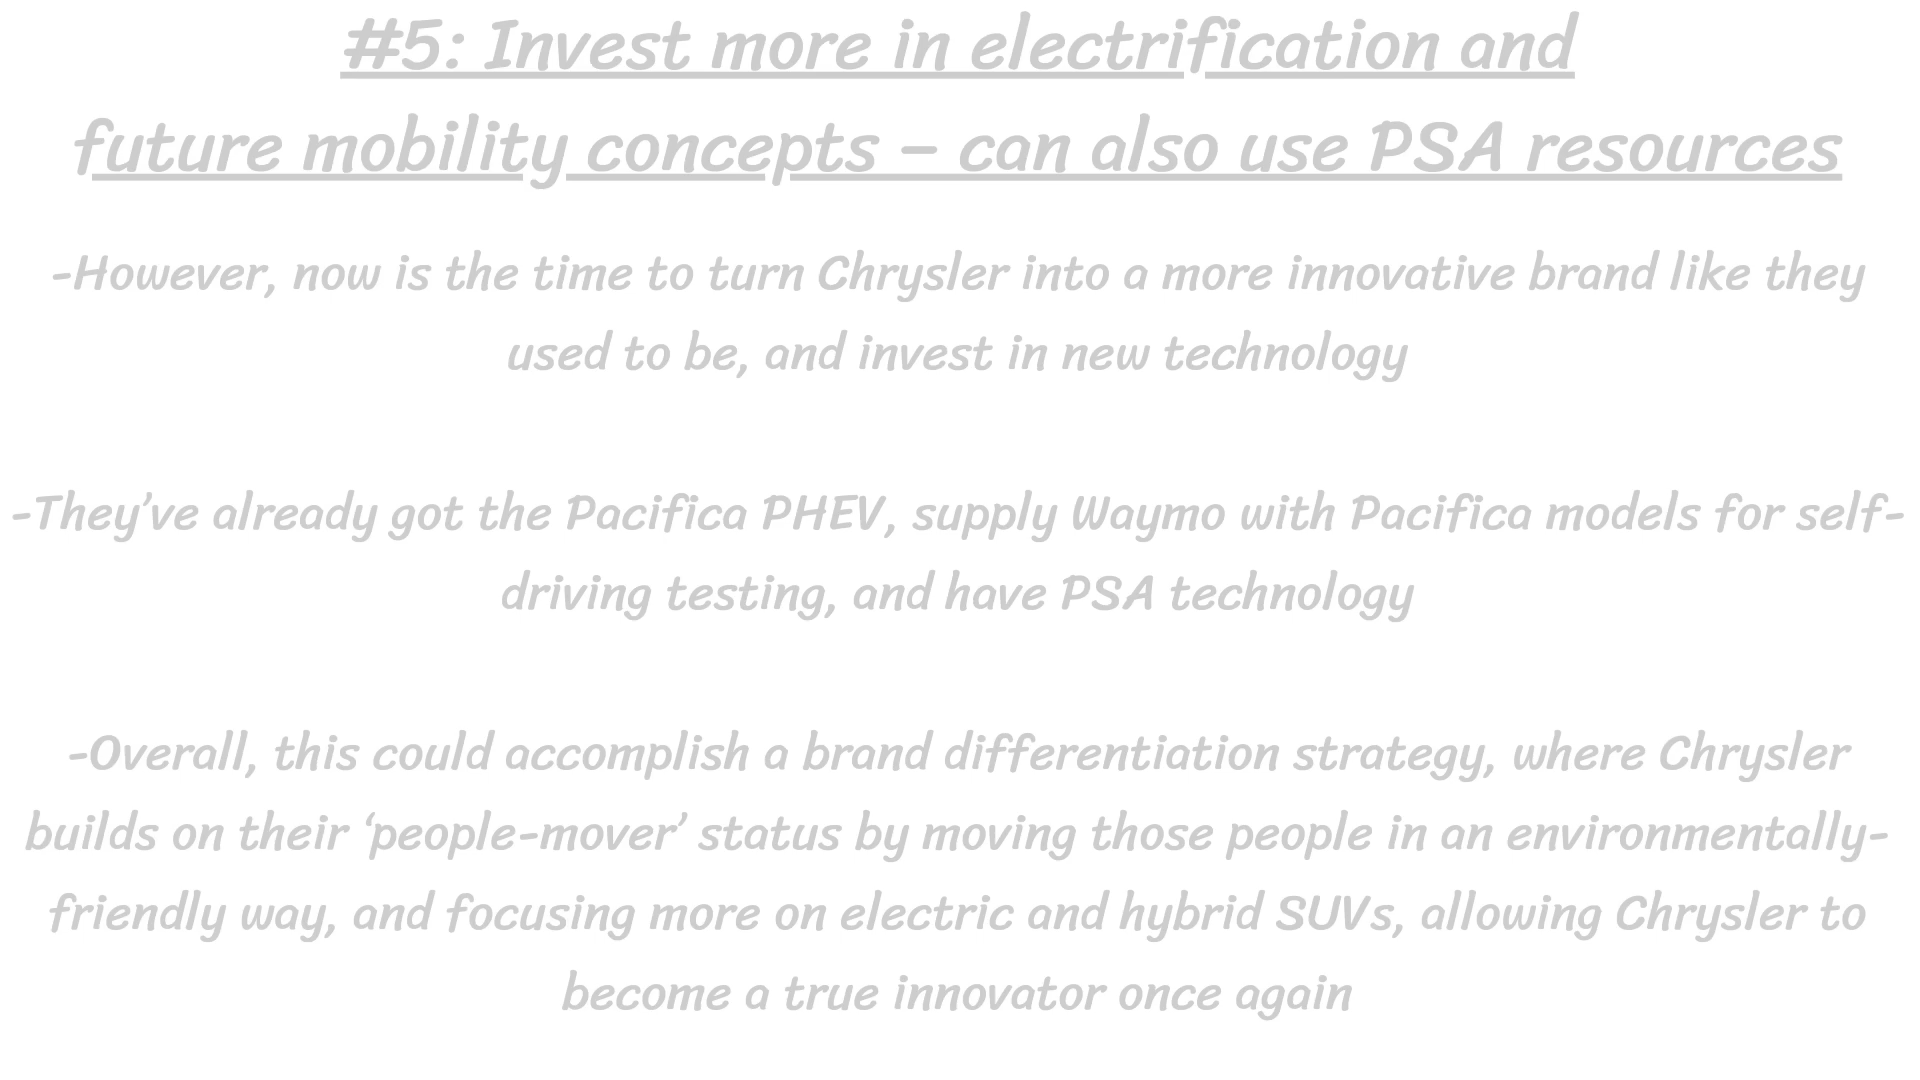 #5: Invest more in electrification and
future mobility concepts – can also use PSA resources
-However, now is the time to turn Chrysler into a more innovative brand like they
used to be, and invest in new technology
-They’ve already got the Pacifica PHEV, supply Waymo with Pacifica models for self-
driving testing, and have PSA technology
-Overall, this could accomplish a brand differentiation strategy, where Chrysler
builds on their ‘people-mover’ status by moving those people in an environmentally-
friendly way, and focusing more on electric and hybrid SUVs, allowing Chrysler to
become a true innovator once again